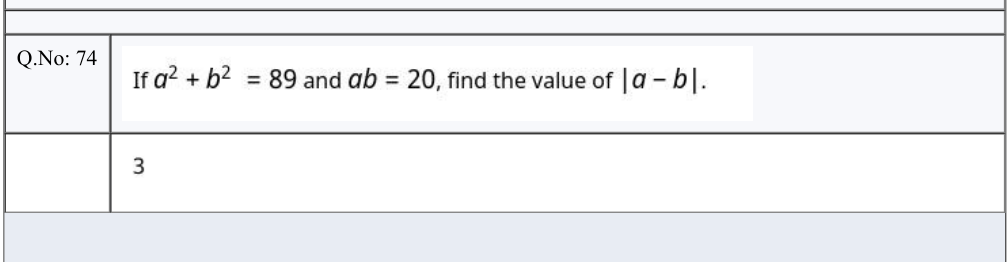 Q.No: 74
If a² + b² = 89 and ab = 20, find the value of |a – b|.
3